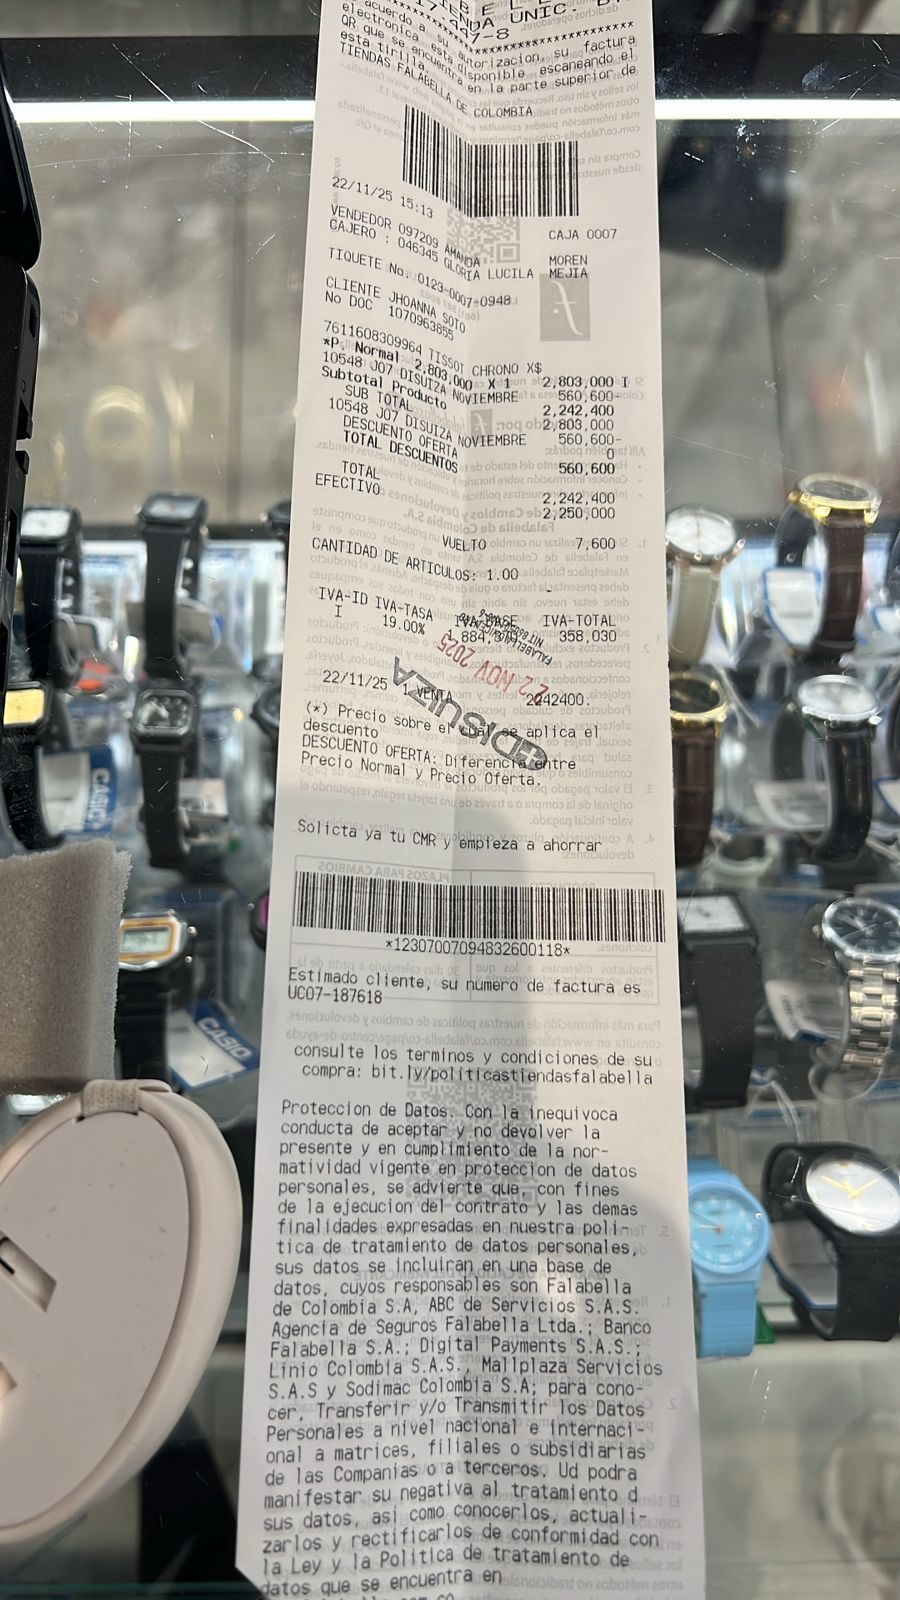 UNIC.
97-8
acuerdo a su autorizacion, su factura
electronica esta disponible escaneando el
QR, que se encuentra en la parte superior de
esta tirilla.
TIENDAS FALABELLA DE COLOMBIA
22/11/25 15:13
CAJA 0007
VENDEDOR 097209 AMANDA MOREN
CAJERO : 046345 GLORIA LUCILA MEJIA
TIQUETE No. 0123-0007-0948
CLIENTE JHOANNA SOTO
No DOC 1070963855
7611608309964 TISSOT CHRONO X$
*P. Normal 2,803,000 X 1 2,803,000 I
10548 J07 DISUIZA NOVIEMBRE 560,600-
Subtotal Producto 2,242,400
SUB TOTAL 2,803,000
10548 J07 DISUIZA NOVIEMBRE 560,600-
DESCUENTO OFERTA 0
TOTAL DESCUENTOS 560,600
TOTAL 2,242,400
EFECTIVO 2,250,000
VUELTO 7,600
CANTIDAD DE ARTICULOS: 1.00
IVA-ID IVA-TASA IVA-BASE IVA-TOTAL
I 19.00% 358,030
22 NOV 2025
22/11/25 1 VENTA 2242400.
DISUIZA
(*) Precio sobre el cual se aplica el
descuento
DESCUENTO OFERTA: Diferencia entre
Precio Normal y Precio Oferta.
Solicta ya tu CMR y empieza a ahorrar
*12307007094832600118*
Estimado cliente, su numero de factura es
UC07-187618
consulte los terminos y condiciones de su
compra: bit.ly/politicastiendasfalabella
Proteccion de Datos. Con la inequivoca
conducta de aceptar y no devolver la
presente y en cumplimiento de la nor-
matividad vigente en proteccion de datos
personales, se advierte que con fines
de la ejecucion del contrato y las demas
finalidades expresadas en nuestra poli-
tica de tratamiento de datos personales,
sus datos se incluiran en una base de
datos, cuyos responsables son Falabella
de Colombia S.A, ABC de Servicios S.A.S.
Agencia de Seguros Falabella Ltda.; Banco
Falabella S.A.; Digital Payments S.A.S.;
Linio Colombia S.A.S., Mallplaza Servicios
S.A.S y Sodimac Colombia S.A; para cono-
cer, Transferir y/o Transmitir los Datos
Personales a nivel nacional e internaci-
onal a matrices, filiales o subsidiarias
de las Companias o a terceros. Ud podra
manifestar su negativa al tratamiento d
sus datos, asi como conocerlos, actuali-
zarlos y rectificarlos de conformidad con
la Ley y la Politica de tratamiento de
datos que se encuentra en
CASIO
CASIO